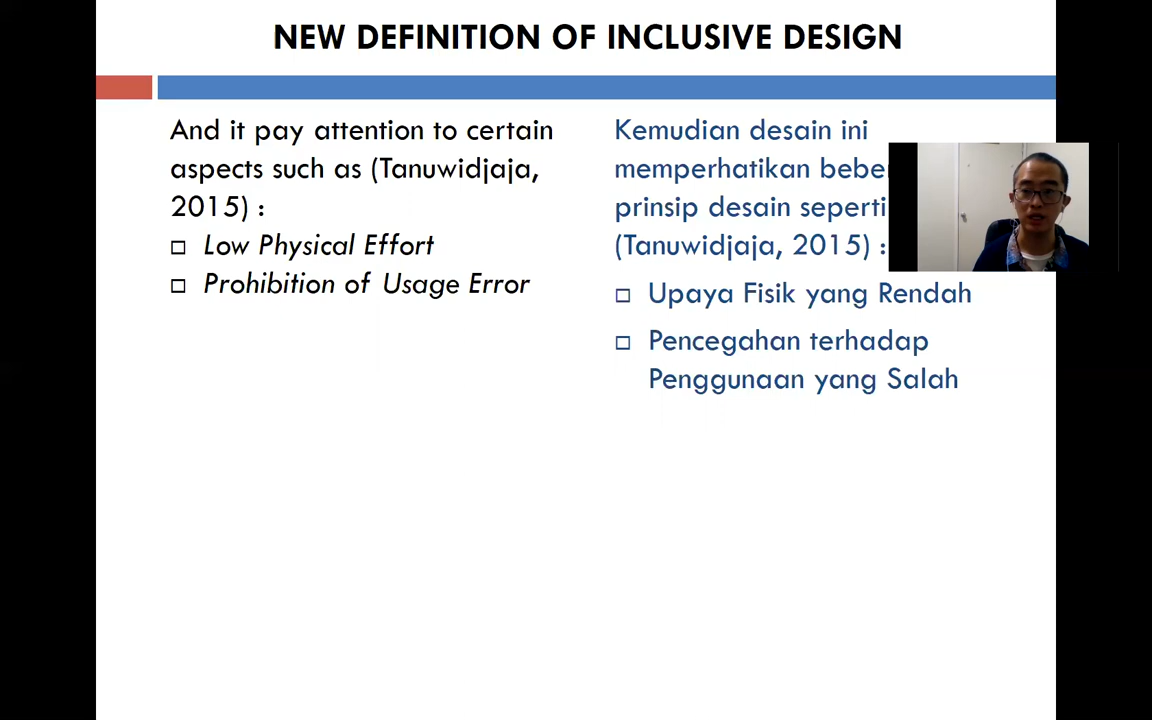 NEW DEFINITION OF INCLUSIVE DESIGN
And it pay attention to certain
aspects such as (Tanuwidjaja,
2015) :
Low Physical Effort
Prohibition of Usage Error
Kemudian desain ini
memperhatikan
prinsip desain seperti
(Tanuwidjaja, 2015) :
Upaya Fisik yang Rendah
Pencegahan terhadap
Penggunaan yang Salah